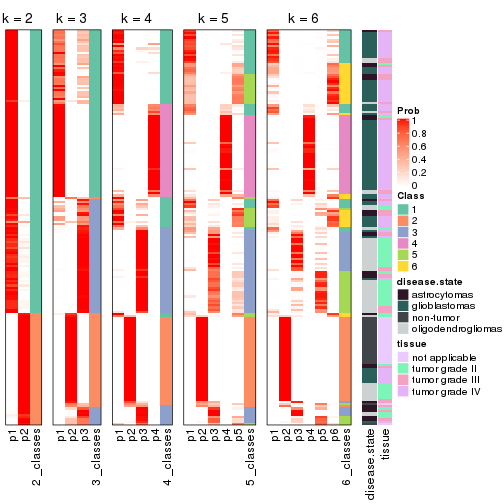 k = 2
k = 3
k = 4
k = 5
k = 6
p1
p2
2_classes
p1
p2
p3
3_classes
p1
p2
p3
p4
4_classes
p1
p2
p3
p4
p5
5_classes
p1
p2
p3
p4
p5
p6
6_classes
disease.state
tissue
Prob
1
0.8
0.6
0.4
0.2
0
Class
1
2
3
4
5
6
disease.state
astrocytomas
glioblastomas
non-tumor
oligodendrogliomas
tissue
not applicable
tumor grade II
tumor grade III
tumor grade IV